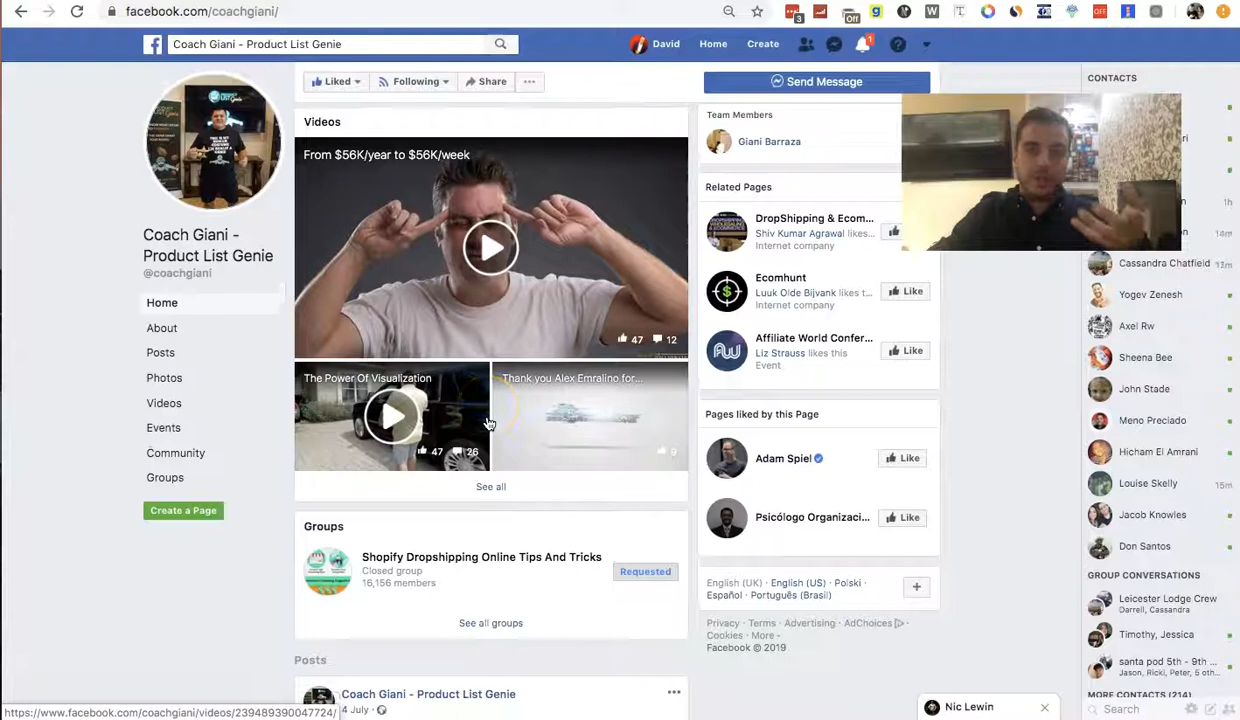 facebook.com/coachgiani/
3
Off
OFF
Coach Giani - Product List Genie
David
Home
Create
1
Liked
Following
Share
Send Message
Coach Giani -
Product List Genie
@coachgiani
Home
About
Posts
Photos
Videos
Events
Community
Groups
Create a Page
Videos
From $56K/year to $56K/week
47
12
The Power Of Visualization
47
26
Thank you Alex Emralino for...
9
See all
Groups
Shopify Dropshipping Online Tips And Tricks
Closed group
16,156 members
Requested
See all groups
Posts
Coach Giani - Product List Genie
4 July
Team Members
Giani Barraza
Related Pages
DropShipping & Ecom...
Shiv Kumar Agrawal likes...
Internet company
Ecomhunt
Luuk Olde Bijvank likes t...
Internet company
Like
Affiliate World Confer...
Liz Strauss likes this
Event
Like
Pages liked by this Page
Adam Spiel
Like
Psicólogo Organizaci...
Like
English (UK) · English (US) · Polski ·
Español · Português (Brasil)
Privacy · Terms · Advertising · AdChoices ·
Cookies · More
Facebook © 2019
CONTACTS
1h
14m
Cassandra Chatfield
Yogev Zenesh
Axel Rw
Sheena Bee
John Stade
Meno Preciado
Hicham El Amrani
Louise Skelly
15m
Jacob Knowles
Don Santos
GROUP CONVERSATIONS
Leicester Lodge Crew
Darrell, Cassandra
Timothy, Jessica
santa pod 5th - 9th ...
Jason, Ricki, Peter, 5 ot...
MORE CONTACTS (214)
Search
Nic Lewin
https://www.facebook.com/coachgiani/videos/239489390047724/